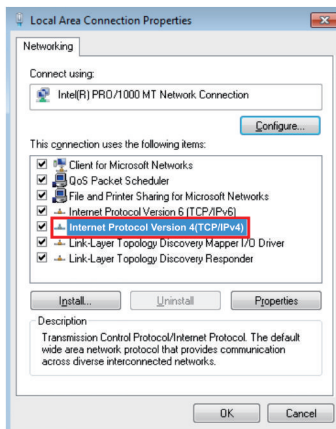 Local Area Connection Properties
Networking
Connect using:
Intel(R) PRO/1000 MT Network Connection
Configure...
This connection uses the following items:
Client for Microsoft Networks
QoS Packet Scheduler
File and Printer Sharing for Microsoft Networks
Internet Protocol Version 6 (TCP/IPv6)
Internet Protocol Version 4(TCP/IPv4)
Link-Layer Topology Discovery Mapper I/O Driver
Link-Layer Topology Discovery Responder
Install... Uninstall Properties
Description
Transmission Control Protocol/Internet Protocol. The default
wide area network protocol that provides communication
across diverse interconnected networks.
OK Cancel